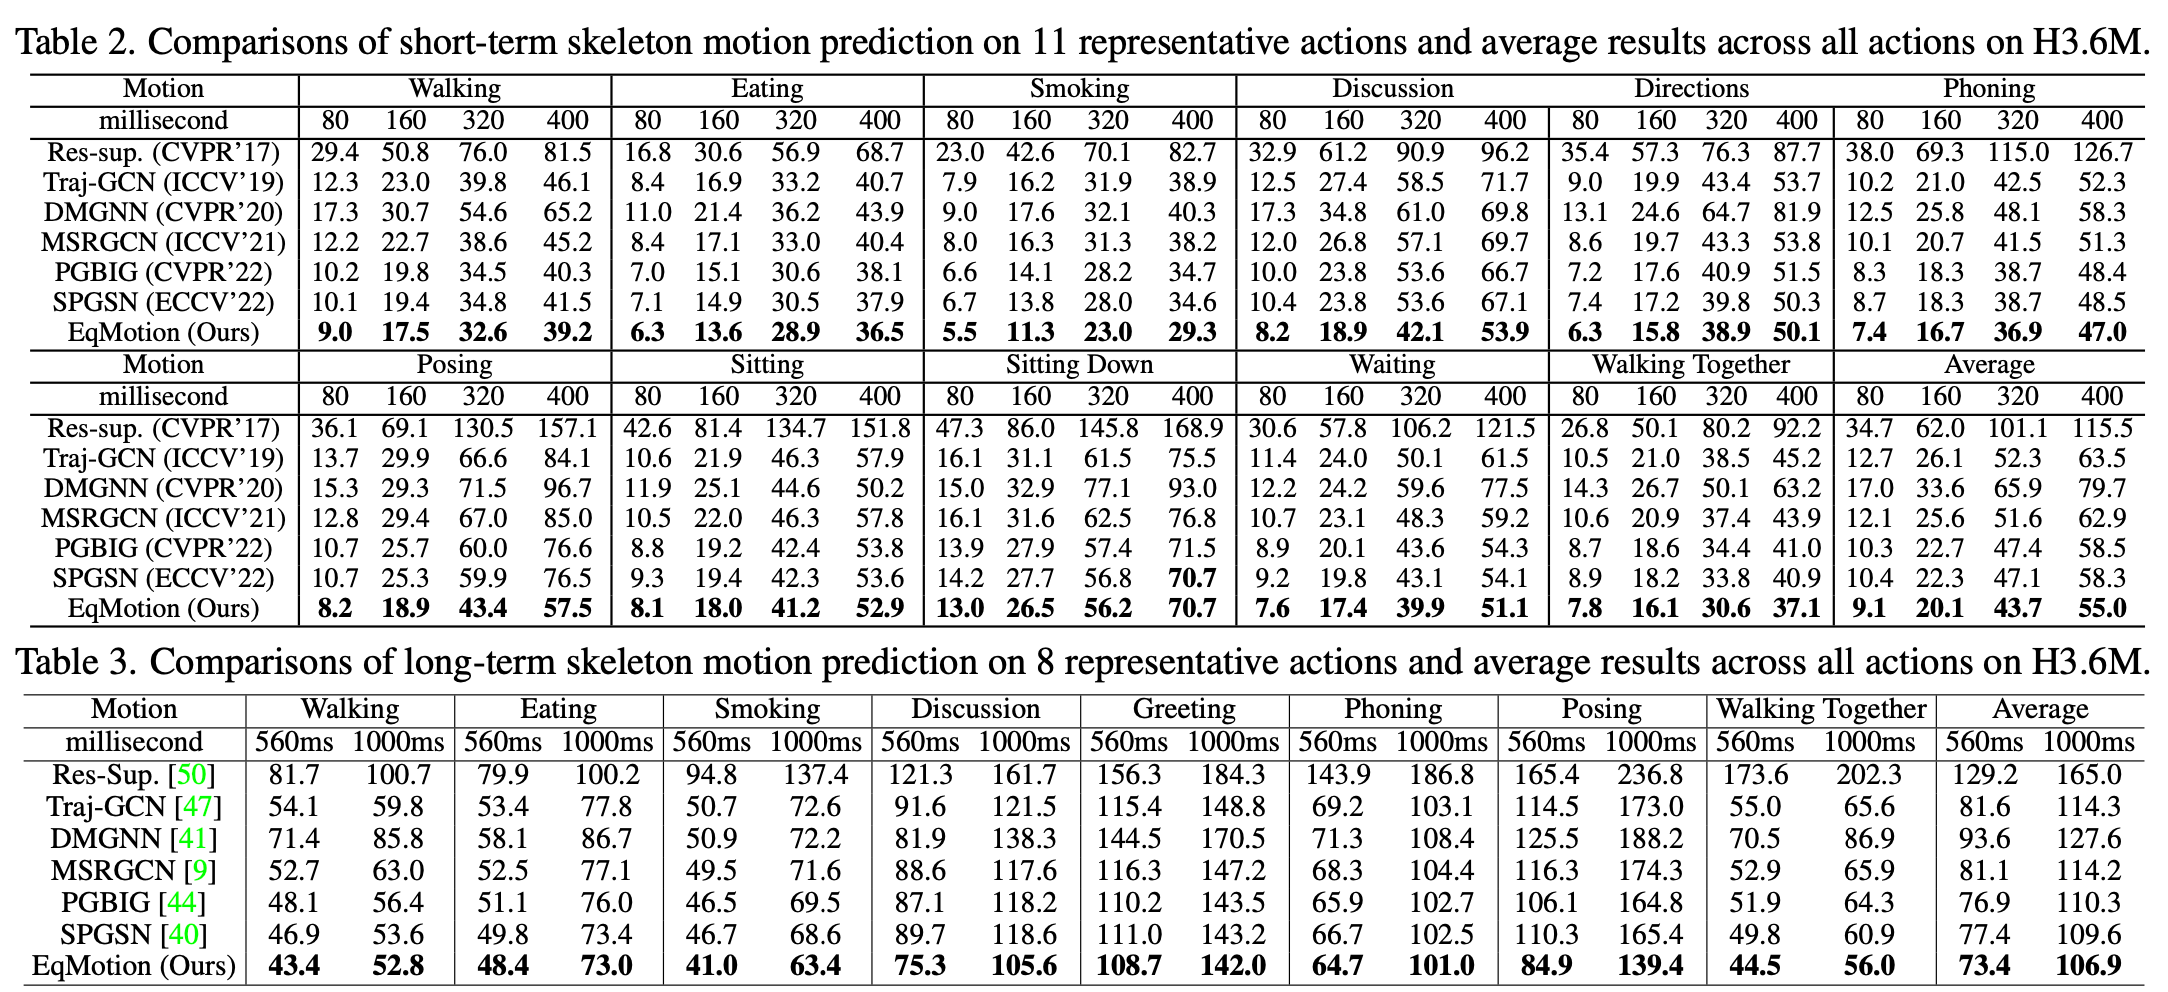 Table 2. Comparisons of short-term skeleton motion prediction on 11 representative actions and average results across all actions on H3.6M.
Motion Walking Eating Smoking Discussion Directions Phoning
millisecond 80 160 320 400 80 160 320 400 80 160 320 400 80 160 320 400 80 160 320 400 80 160 320 400
Res-sup. (CVPR'17) 29.4 50.8 76.0 81.5 16.8 30.6 56.9 68.7 23.0 42.6 70.1 82.7 32.9 61.2 90.9 96.2 35.4 57.3 76.3 87.7 38.0 69.3 115.0 126.7
Traj-GCN (ICCV'19) 12.3 23.0 39.8 46.1 8.4 16.9 33.2 40.7 7.9 16.2 31.9 38.9 12.5 27.4 58.5 71.7 9.0 19.9 43.4 53.7 10.2 21.0 42.5 52.3
DMGNN (CVPR'20) 17.3 30.7 54.6 65.2 11.0 21.4 36.2 43.9 9.0 17.6 32.1 40.3 17.3 34.8 61.0 69.8 13.1 24.6 64.7 81.9 12.5 25.8 48.1 58.3
MSRGCN (ICCV'21) 12.2 22.7 38.6 45.2 8.4 17.1 33.0 40.4 8.0 16.3 31.3 38.2 12.0 26.8 57.1 69.7 8.6 19.7 43.3 53.8 10.1 20.7 41.5 51.3
PGBIG (CVPR'22) 10.2 19.8 34.5 40.3 7.0 15.1 30.6 38.1 6.6 14.1 28.2 34.7 10.0 23.8 53.6 66.7 7.2 17.6 40.9 51.5 8.3 18.3 38.7 48.4
SPGSN (ECCV'22) 10.1 19.4 34.8 41.5 7.1 14.9 30.5 37.9 6.7 13.8 28.0 34.6 10.4 23.8 53.6 67.1 7.4 17.2 39.8 50.3 8.7 18.3 38.7 48.5
EqMotion (Ours) 9.0 17.5 32.6 39.2 6.3 13.6 28.9 36.5 5.5 11.3 23.0 29.3 8.2 18.9 42.1 53.9 6.3 15.8 38.9 50.1 7.4 16.7 36.9 47.0
Motion Posing Sitting Sitting Down Waiting Walking Together Average
millisecond 80 160 320 400 80 160 320 400 80 160 320 400 80 160 320 400 80 160 320 400 80 160 320 400
Res-sup. (CVPR'17) 36.1 69.1 130.5 157.1 42.6 81.4 134.7 151.8 47.3 86.0 145.8 168.9 30.6 57.8 106.2 121.5 26.8 50.1 80.2 92.2 34.7 62.0 101.1 115.5
Traj-GCN (ICCV'19) 13.7 29.9 66.6 84.1 10.6 21.9 46.3 57.9 16.1 31.1 61.5 75.5 11.4 24.0 50.1 61.5 10.5 21.0 38.5 45.2 12.7 26.1 52.3 63.5
DMGNN (CVPR'20) 15.3 29.3 71.5 96.7 11.9 25.1 44.6 50.2 15.0 32.9 77.1 93.0 12.2 24.2 59.6 77.5 14.3 26.7 50.1 63.2 17.0 33.6 65.9 79.7
MSRGCN (ICCV'21) 12.8 29.4 67.0 85.0 10.5 22.0 46.3 57.8 16.1 31.6 62.5 76.8 10.7 23.1 48.3 59.2 10.6 20.9 37.4 43.9 12.1 25.6 51.6 62.9
PGBIG (CVPR'22) 10.7 25.7 60.0 76.6 8.8 19.2 42.4 53.8 13.9 27.9 57.4 71.5 8.9 20.1 43.6 54.3 8.7 18.6 34.4 41.0 10.3 22.7 47.4 58.5
SPGSN (ECCV'22) 10.7 25.3 59.9 76.5 9.3 19.4 42.3 53.6 14.2 27.7 56.8 70.7 9.2 19.8 43.1 54.1 8.9 18.2 33.8 40.9 10.4 22.3 47.1 58.3
EqMotion (Ours) 8.2 18.9 43.4 57.5 8.1 18.0 41.2 52.9 13.0 26.5 56.2 70.7 7.6 17.4 39.9 51.1 7.8 16.1 30.6 37.1 9.1 20.1 43.7 55.0
Table 3. Comparisons of long-term skeleton motion prediction on 8 representative actions and average results across all actions on H3.6M.
Motion Walking Eating Smoking Discussion Greeting Phoning Posing Walking Together Average
millisecond 560ms 1000ms 560ms 1000ms 560ms 1000ms 560ms 1000ms 560ms 1000ms 560ms 1000ms 560ms 1000ms 560ms 1000ms 560ms 1000ms
Res-Sup. [50] 81.7 100.7 79.9 100.2 94.8 137.4 121.3 161.7 156.3 184.3 143.9 186.8 165.4 236.8 173.6 202.3 129.2 165.0
Traj-GCN [47] 54.1 59.8 53.4 77.8 50.7 72.6 91.6 121.5 115.4 148.8 69.2 103.1 114.5 173.0 55.0 65.6 81.6 114.3
DMGNN [41] 71.4 85.8 58.1 86.7 50.9 72.2 81.9 138.3 144.5 170.5 71.3 108.4 125.5 188.2 70.5 86.9 93.6 127.6
MSRGCN [9] 52.7 63.0 52.5 77.1 49.5 71.6 88.6 117.6 116.3 147.2 68.3 104.4 116.3 174.3 52.9 65.9 81.1 114.2
PGBIG [44] 48.1 56.4 51.1 76.0 46.5 69.5 87.1 118.2 110.2 143.5 65.9 102.7 106.1 164.8 51.9 64.3 76.9 110.3
SPGSN [40] 46.9 53.6 49.8 73.4 46.7 68.6 89.7 118.6 111.0 143.2 66.7 102.5 110.3 165.4 49.8 60.9 77.4 109.6
EqMotion (Ours) 43.4 52.8 48.4 73.0 41.0 63.4 75.3 105.6 108.7 142.0 64.7 101.0 84.9 139.4 44.5 56.0 73.4 106.9